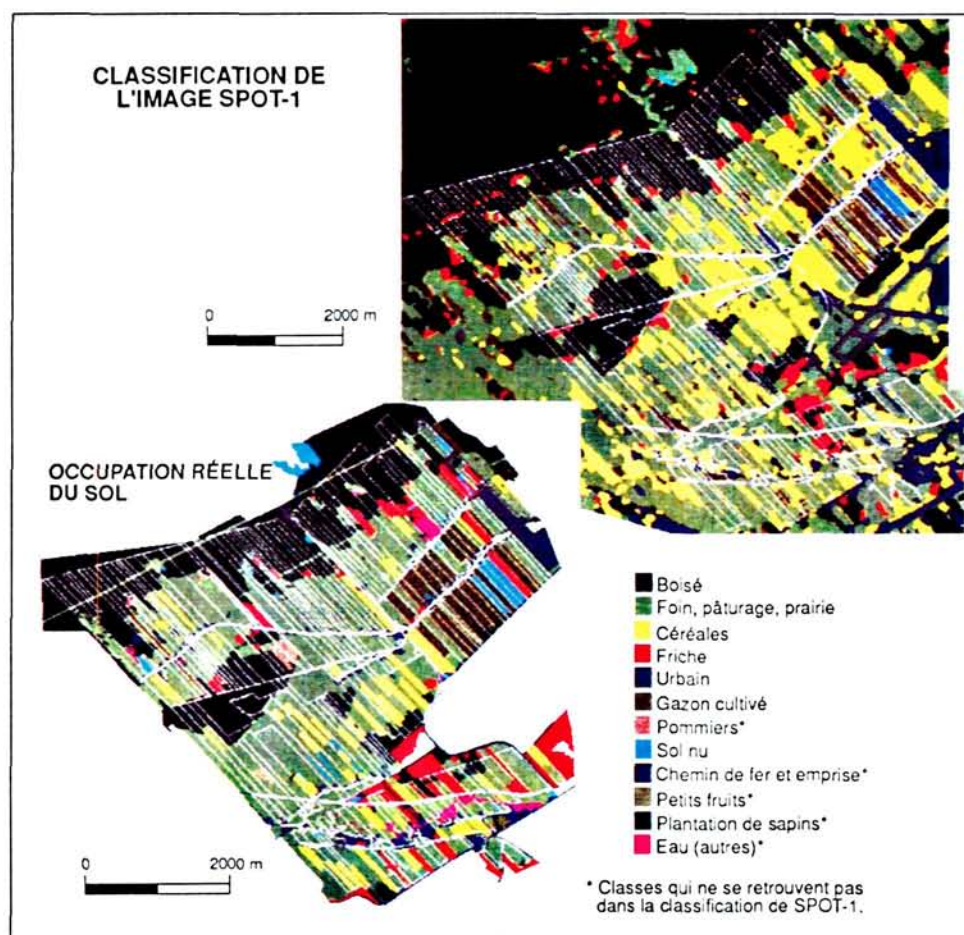 CLASSIFICATION DE
L'IMAGE SPOT-1
0 2000 m
OCCUPATION RÉELLE
DU SOL
Boisé
Foin, pâturage, prairie
Céréales
Friche
Urbain
Gazon cultivé
Pommiers*
Sol nu
Chemin de fer et emprise*
Petits fruits*
Plantation de sapins*
Eau (autres)*
0 2000 m
* Classes qui ne se retrouvent pas
dans la classification de SPOT-1.